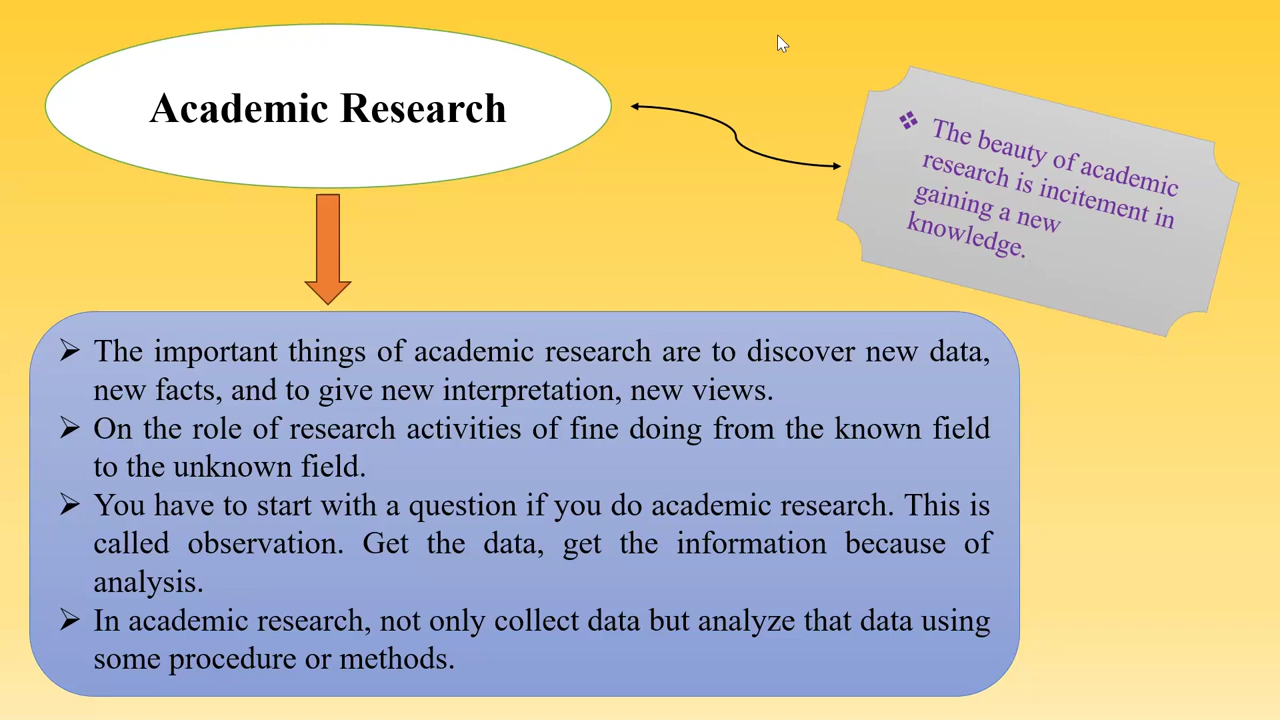 Academic Research
❖ The beauty of academic
research is incitement in
gaining a new
knowledge.
➢ The important things of academic research are to discover new data,
new facts, and to give new interpretation, new views.
➢ On the role of research activities of fine doing from the known field
to the unknown field.
➢ You have to start with a question if you do academic research. This is
called observation. Get the data, get the information because of
analysis.
➢ In academic research, not only collect data but analyze that data using
some procedure or methods.